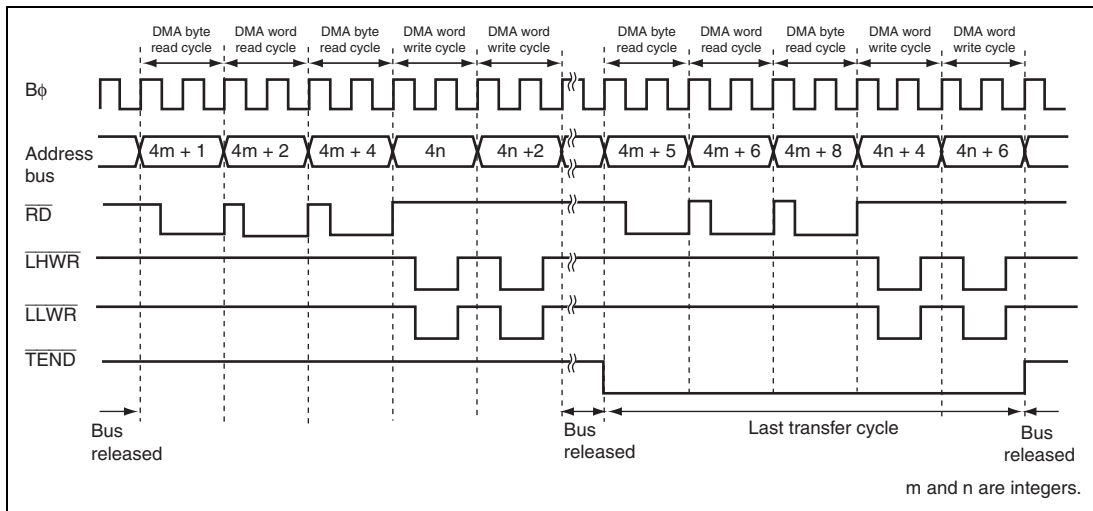 DMA byte read cycle
DMA word read cycle
DMA byte read cycle
DMA word write cycle
DMA word write cycle
DMA byte read cycle
DMA word read cycle
DMA byte read cycle
DMA word write cycle
DMA word write cycle
Bϕ
Address bus
4m + 1
4m + 2
4m + 4
4n
4n +2
4m + 5
4m + 6
4m + 8
4n + 4
4n + 6
RD
LHWR
LLWR
TEND
Bus released
Bus released
Last transfer cycle
Bus released
m and n are integers.